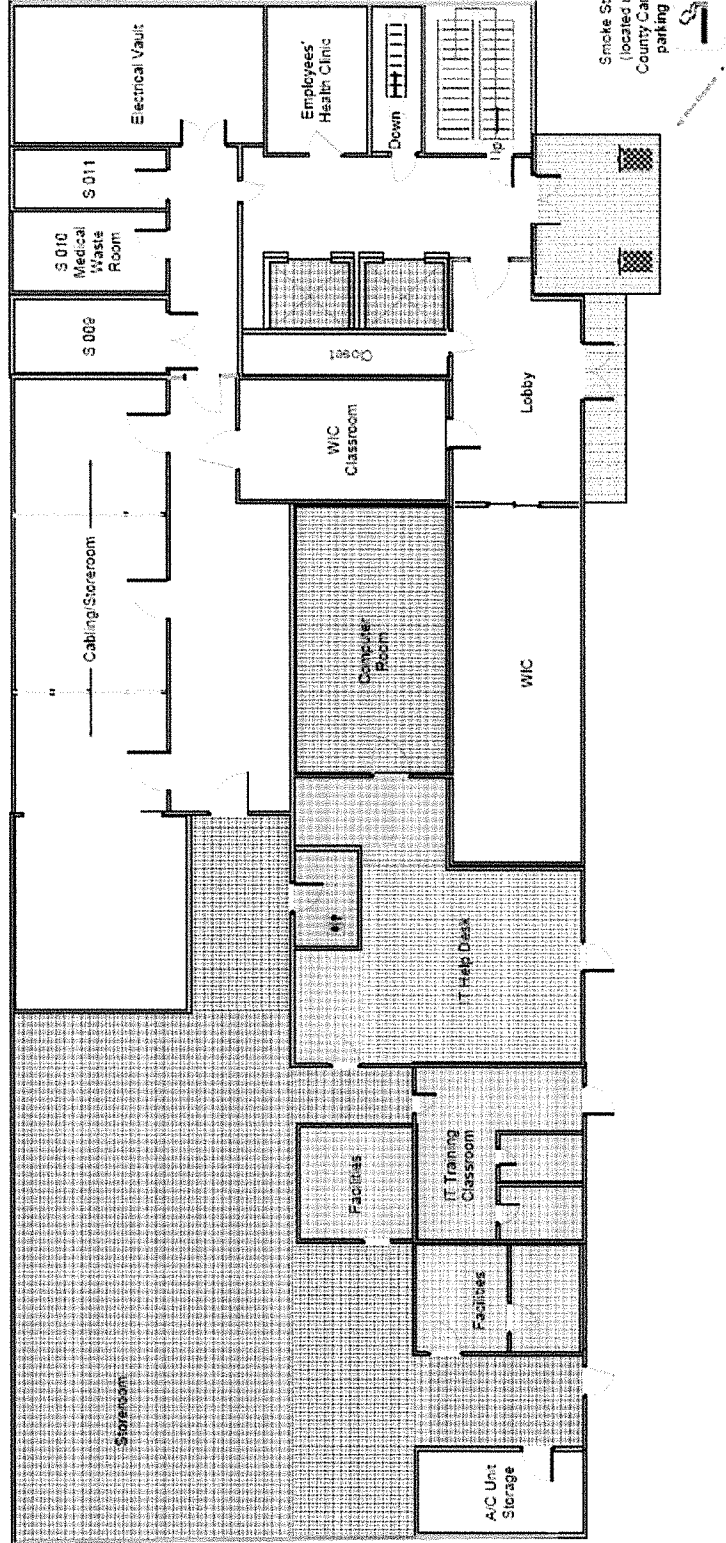 Storeroom
A/C Unit
Storage
Facilities
Facilities
IT Training
Classroom
IT Help Desk
Computer
Room
Cabling/Storeroom
WIC
WIC
Classroom
Closet
Lobby
S 009
S 010
Medical
Waste
Room
S 011
Electrical Vault
Employees'
Health Clinic
Down
Up
Smoke
(located
County
parking